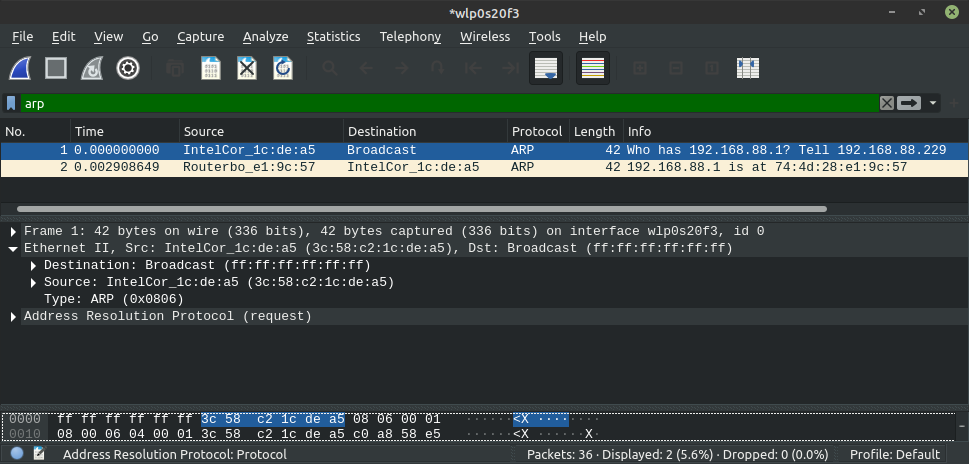 *wlp0s20f3
File Edit View Go Capture Analyze Statistics Telephony Wireless Tools Help
arp
No. Time Source Destination Protocol Length Info
1 0.000000000 IntelCor_1c:de:a5 Broadcast ARP 42 Who has 192.168.88.1? Tell 192.168.88.229
2 0.002908649 Routerbo_e1:9c:57 IntelCor_1c:de:a5 ARP 42 192.168.88.1 is at 74:4d:28:e1:9c:57
Frame 1: 42 bytes on wire (336 bits), 42 bytes captured (336 bits) on interface wlp0s20f3, id 0
Ethernet II, Src: IntelCor_1c:de:a5 (3c:58:c2:1c:de:a5), Dst: Broadcast (ff:ff:ff:ff:ff:ff)
Destination: Broadcast (ff:ff:ff:ff:ff:ff)
Source: IntelCor_1c:de:a5 (3c:58:c2:1c:de:a5)
Type: ARP (0x0806)
Address Resolution Protocol (request)
0000 ff ff ff ff ff ff 3c 58 c2 1c de a5 08 06 00 01 ······<X ········
0010 08 00 06 04 00 01 3c 58 c2 1c de a5 c0 a8 58 e5 ······<X ······X·
Address Resolution Protocol: Protocol Packets: 36 · Displayed: 2 (5.6%) · Dropped: 0 (0.0%) Profile: Default